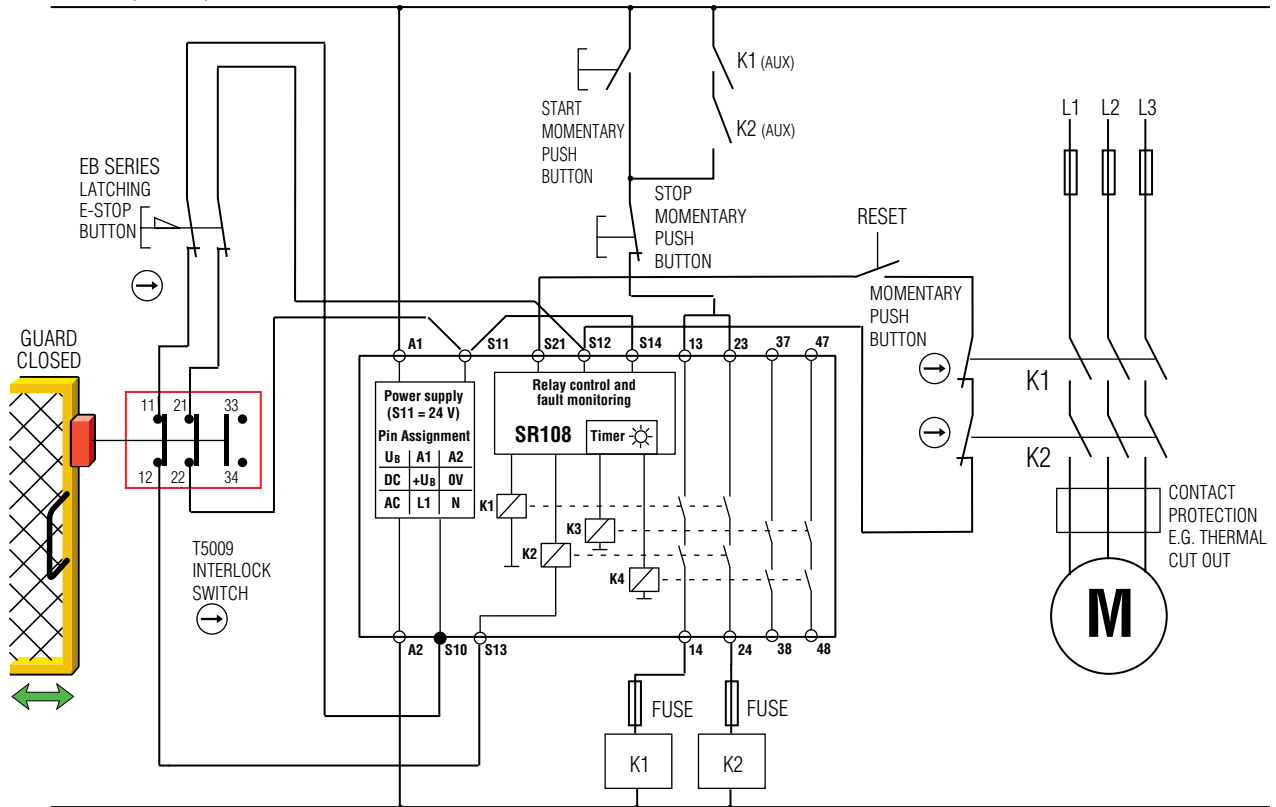 K1 (AUX)
K2 (AUX)
START
MOMENTARY
PUSH
BUTTON
L1 L2 L3
EB SERIES
LATCHING
E-STOP
BUTTON
STOP
MOMENTARY
PUSH
BUTTON
RESET
MOMENTARY
PUSH
BUTTON
GUARD
CLOSED
A1 S11 S21 S12 S14 13 23 37 47
Power supply
(S11 = 24 V)
Pin Assignment
UB A1 A2
DC +UB 0V
AC L1 N
Relay control and
fault monitoring
SR108 Timer
K1
K2
11 21 33
12 22 34
K1
K2
K3
K4
CONTACT
PROTECTION
E.G. THERMAL
CUT OUT
T5009
INTERLOCK
SWITCH
M
A2 S10 S13 14 24 38 48
FUSE FUSE
K1 K2